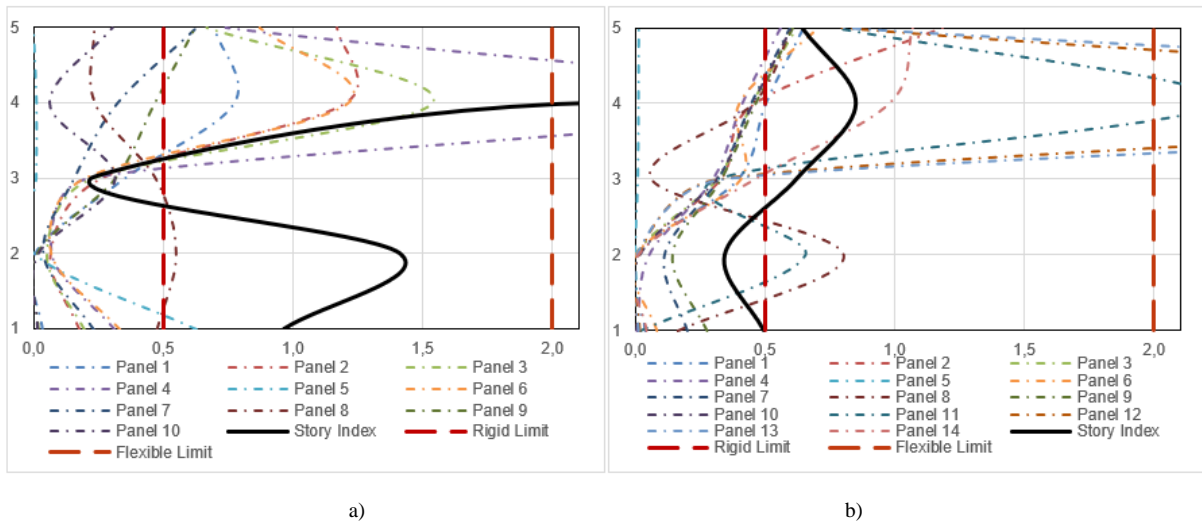 5
4
3
2
1
0,0 0,5 1,0 1,5 2,0
Panel 1 Panel 2 Panel 3
Panel 4 Panel 5 Panel 6
Panel 7 Panel 8 Panel 9
Panel 10 Story Index Rigid Limit
Flexible Limit
a)
5
4
3
2
1
0,0 0,5 1,0 1,5 2,0
Panel 1 Panel 2 Panel 3
Panel 4 Panel 5 Panel 6
Panel 7 Panel 8 Panel 9
Panel 10 Panel 11 Panel 12
Panel 13 Panel 14 Story Index
Rigid Limit Flexible Limit
b)